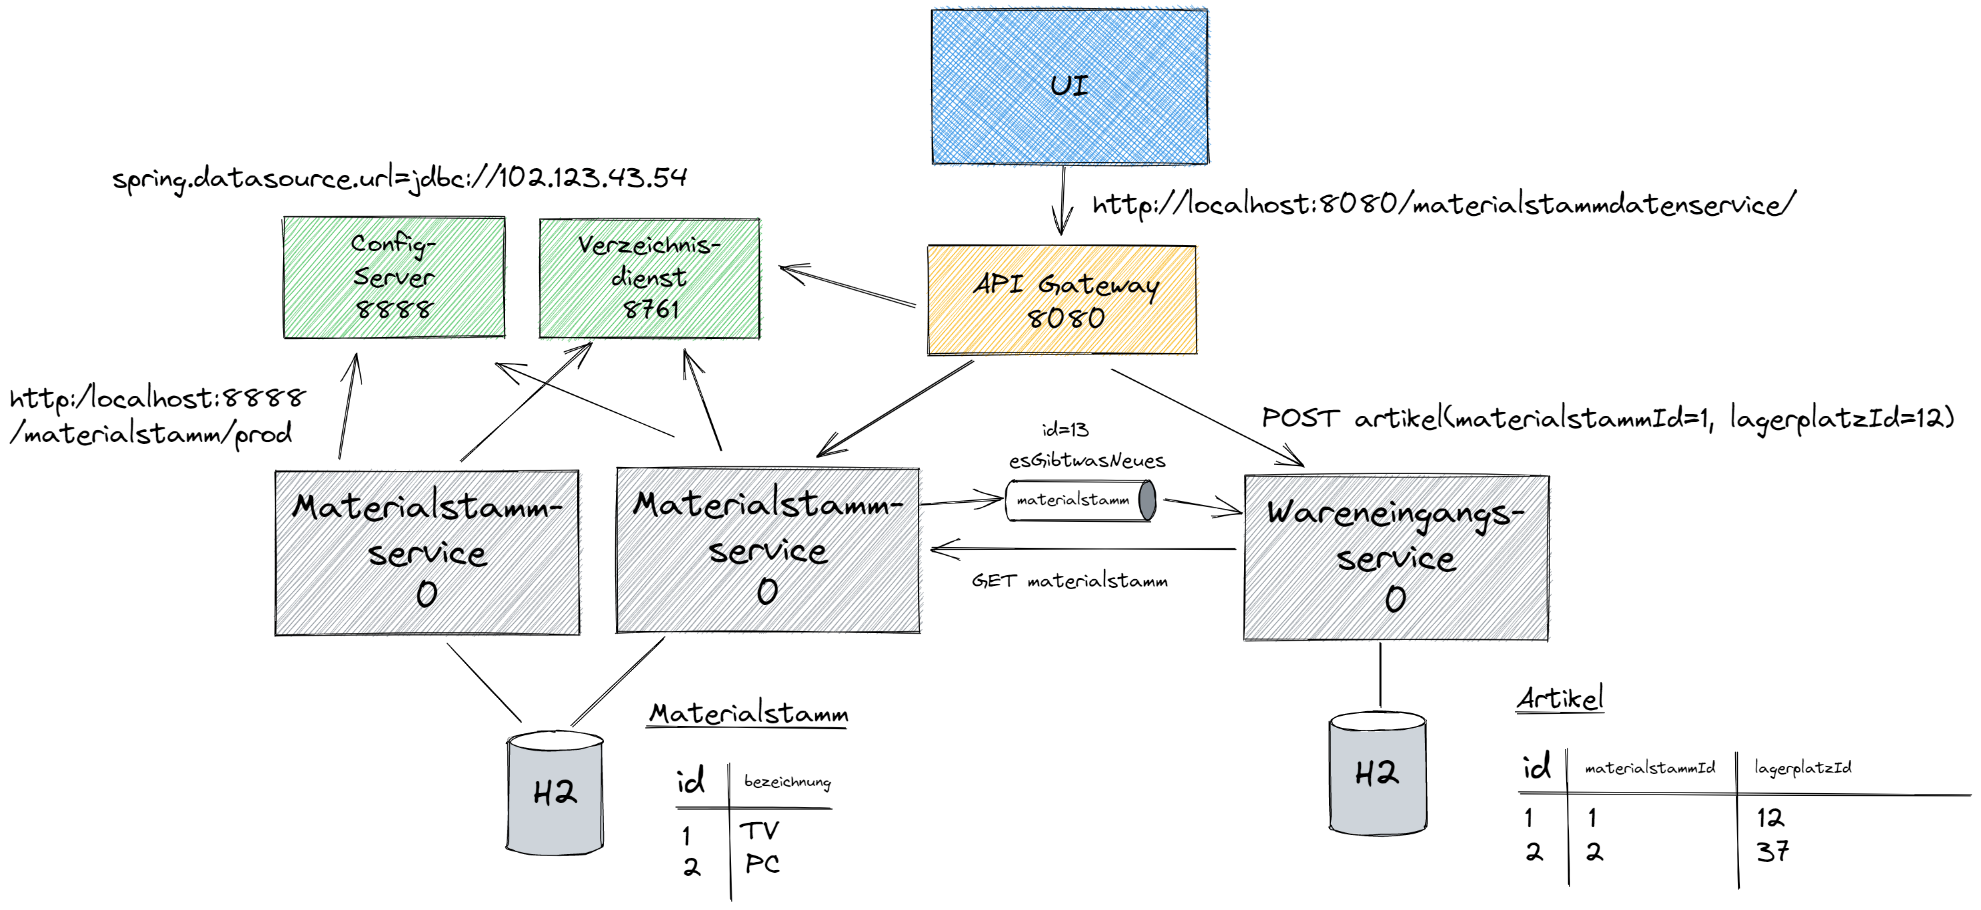 UI
spring.datasource.url=jdbc://102.123.43.54
http://localhost:8080/materialstammdatenservice/
Config-
Server
8888
Verzeichnis-
dienst
8761
API Gateway
8080
http:/localhost:8888
/materialstamm/prod
POST artikel(materialstammId=1, lagerplatzId=12)
id=13
esGibtwasNeues
materialstamm
Materialstamm-
service
0
Materialstamm-
service
0
Wareneingangs-
service
0
GET materialstamm
H2
Materialstamm
id bezeichnung
1 TV
2 PC
H2
Artikel
id materialstammId lagerplatzId
1 1 12
2 2 37